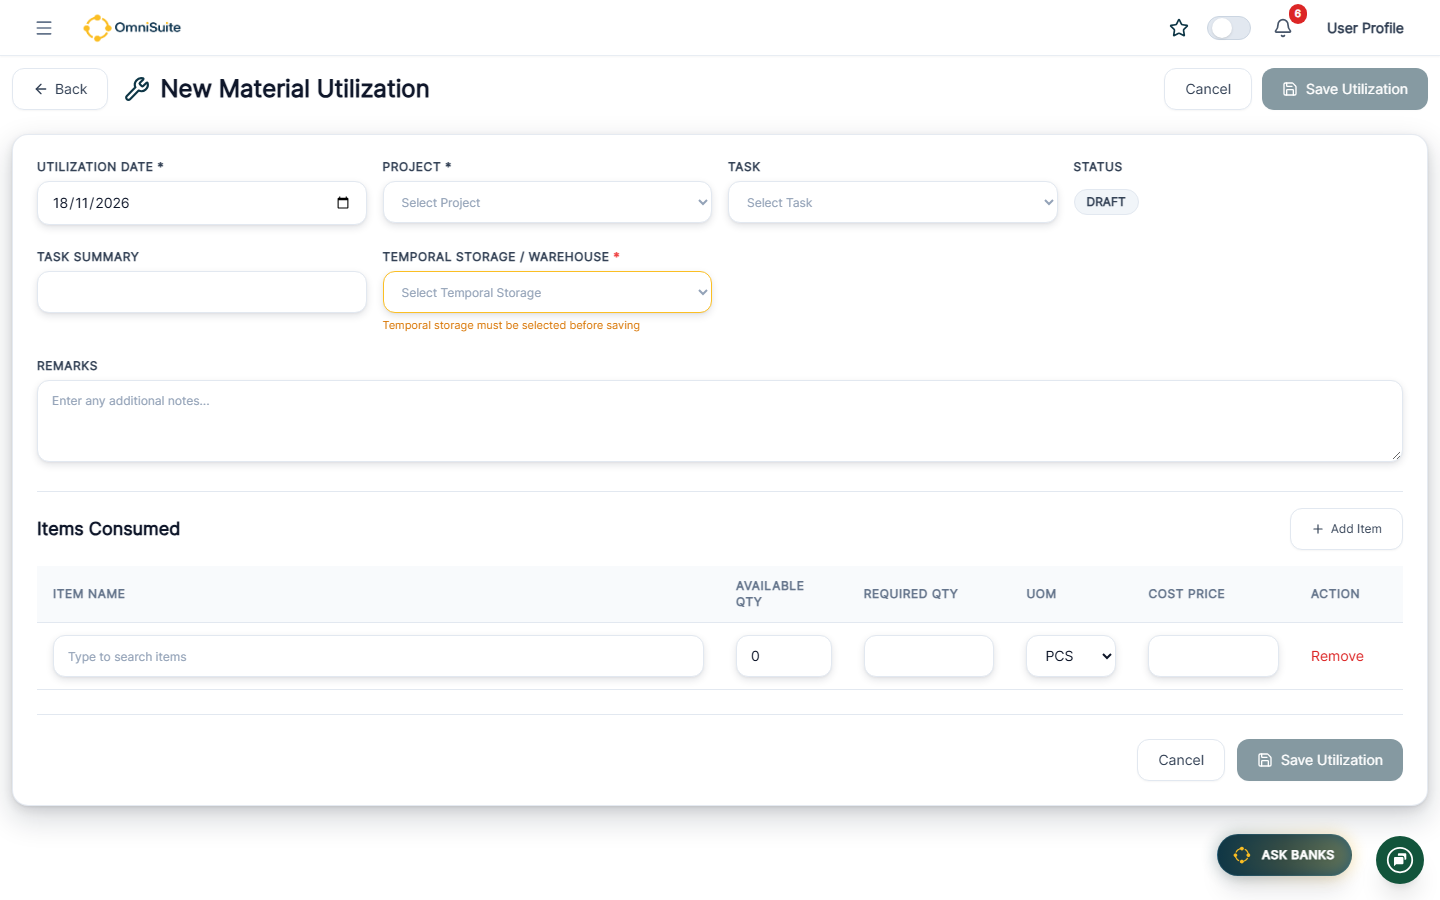 OmniSuite
6
User Profile
Back
New Material Utilization
Cancel
Save Utilization
UTILIZATION DATE *
PROJECT *
TASK
STATUS
18/11/2026
Select Project
Select Task
DRAFT
TASK SUMMARY
TEMPORAL STORAGE / WAREHOUSE *
Select Temporal Storage
Temporal storage must be selected before saving
REMARKS
Enter any additional notes...
Items Consumed
Add Item
ITEM NAME
AVAILABLE QTY
REQUIRED QTY
UOM
COST PRICE
ACTION
Type to search items
0
PCS
Remove
Cancel
Save Utilization
ASK BANKS